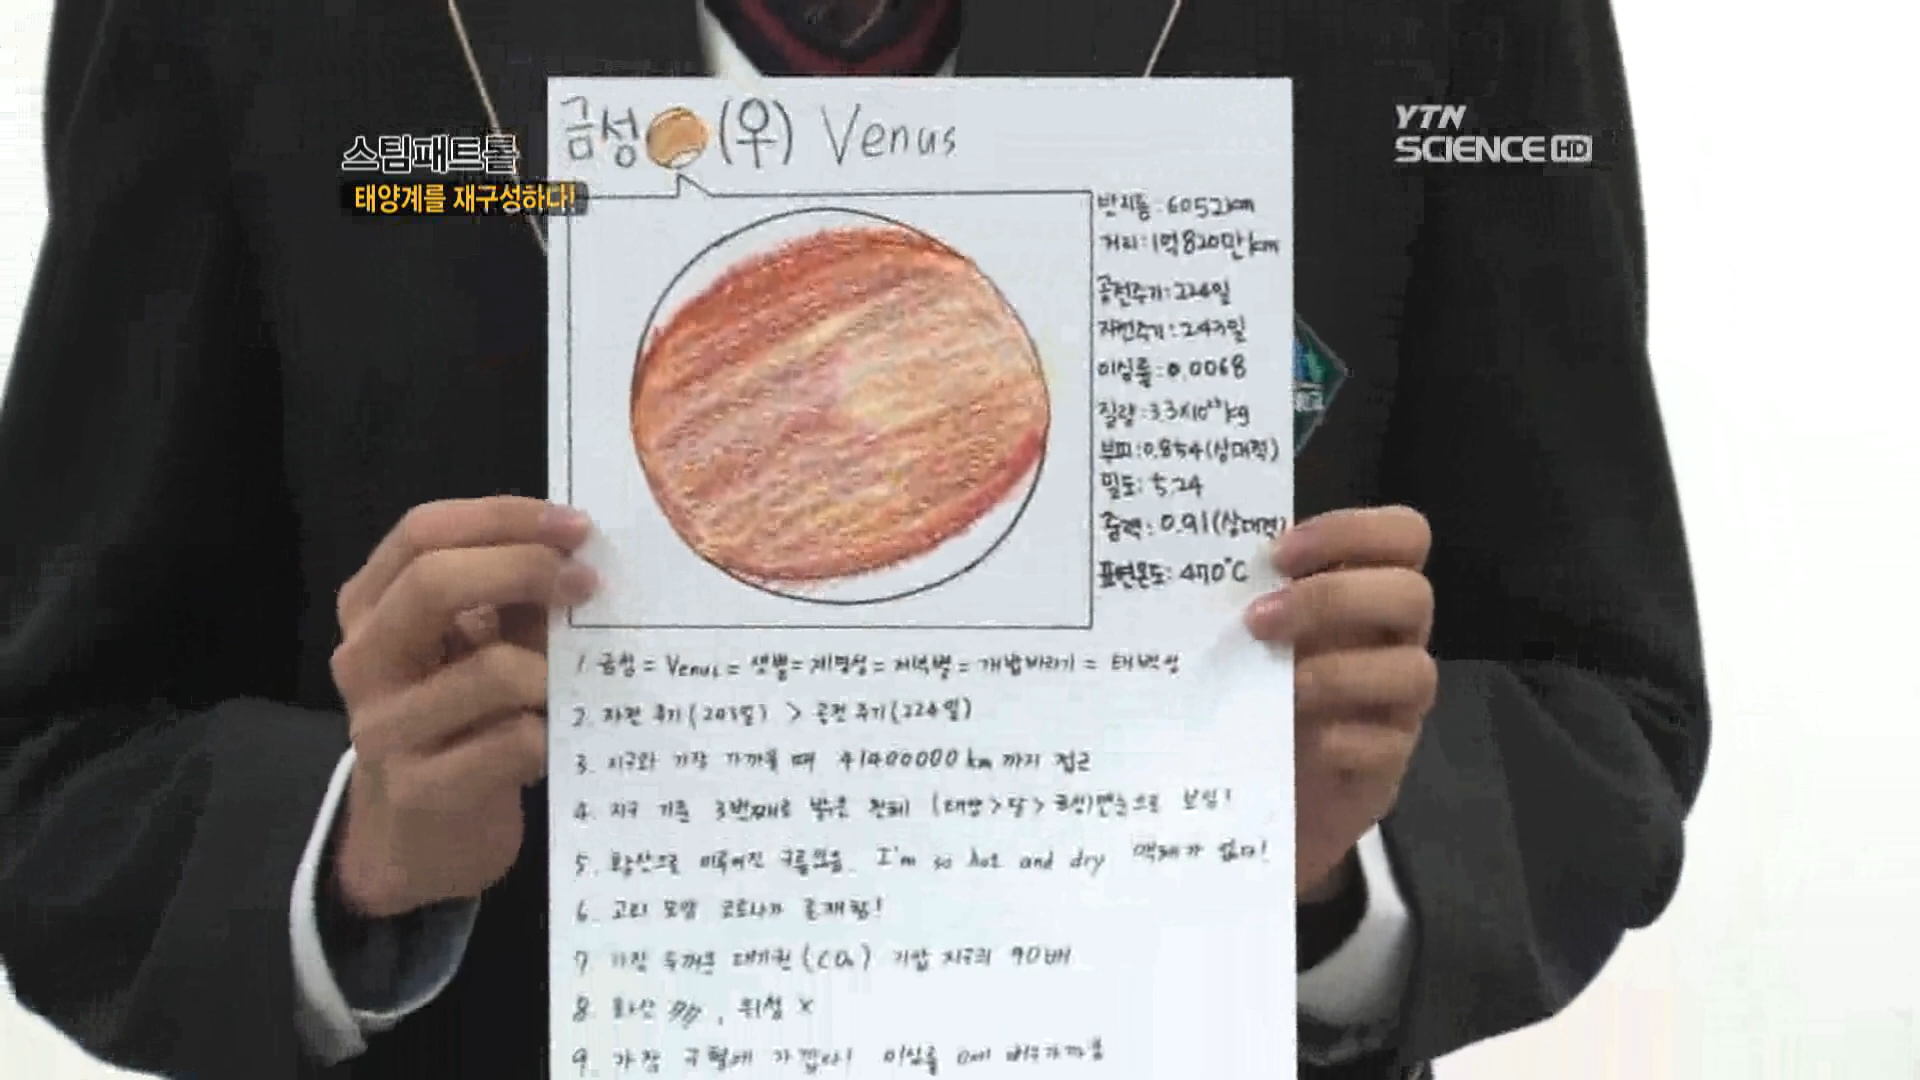 스팀패트롤
태양계를 재구성하다!
YTN
SCIENCE HD
금성 (우) Venus
반지름 : 6052km
거리 : 1억 820만 km
공전주기 : 224일
자전주기 : 243일
이심률 : 0.0068
질량 : kg
부피 : 0.854 (상대적)
밀도 : 5.24
중력 : 0.91 (상대적)
표면온도 : 470°C
1. 금성 = Venus = 샛별 = 계명성 = 저녁별 = 개밥바라기 = 태백성
2. 자전 주기 (203일) > 공전 주기 (224일)
3. 지구와 가장 가까울 때 41400000 km 까지 접근
4. 지구 기준 3번째로 밝은 천체 (태양 > 달 > 금성) 맨눈으로 보임!
5. 황산으로 이루어진 구름있음. I'm so hot and dry 액체가 없다!
6. 고리 모양 코로나가 존재함!
7. 가장 두꺼운 대기권 (CO₂) 기압 지구의 90배
8. 화산 , 위성 X
9. 가장 구형에 가깝다! 이심률 0에